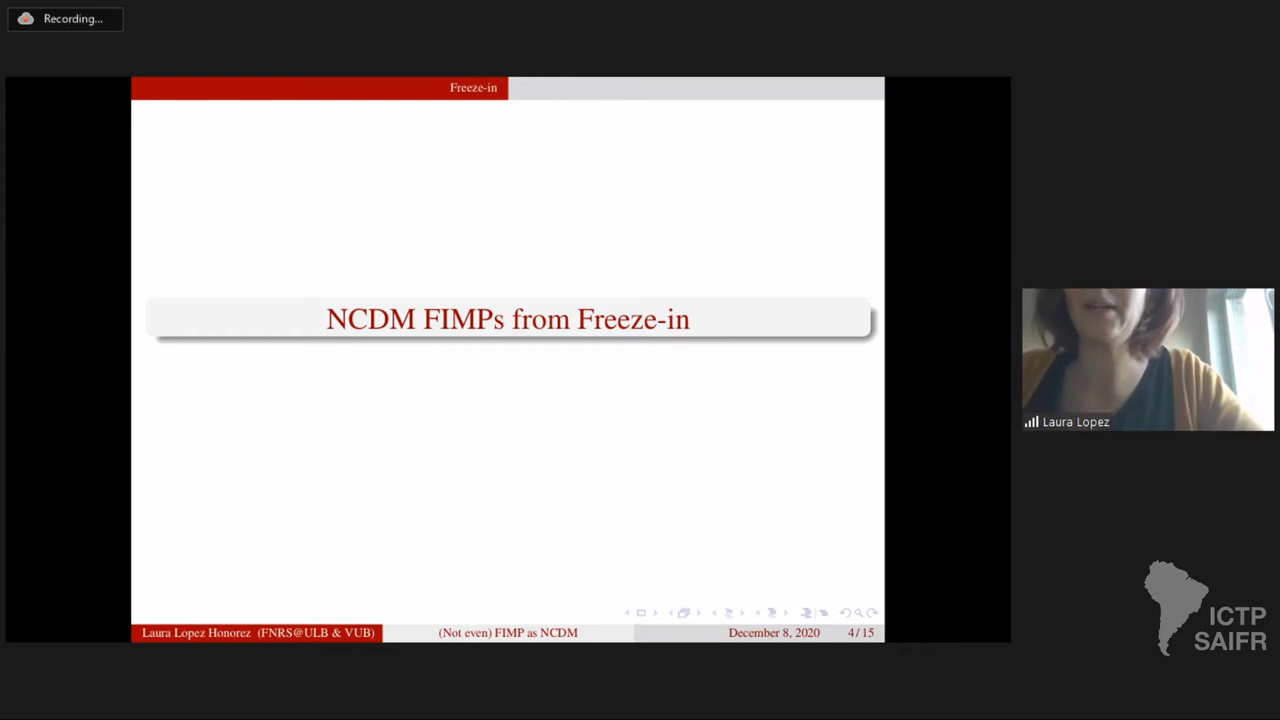 Recording...
Freeze-in
NCDM FIMPs from Freeze-in
Laura Lopez
Laura Lopez Honorez (FNRS@ULB & VUB)
(Not even) FIMP as NCDM
December 8, 2020
4/15
ICTP
SAIFR